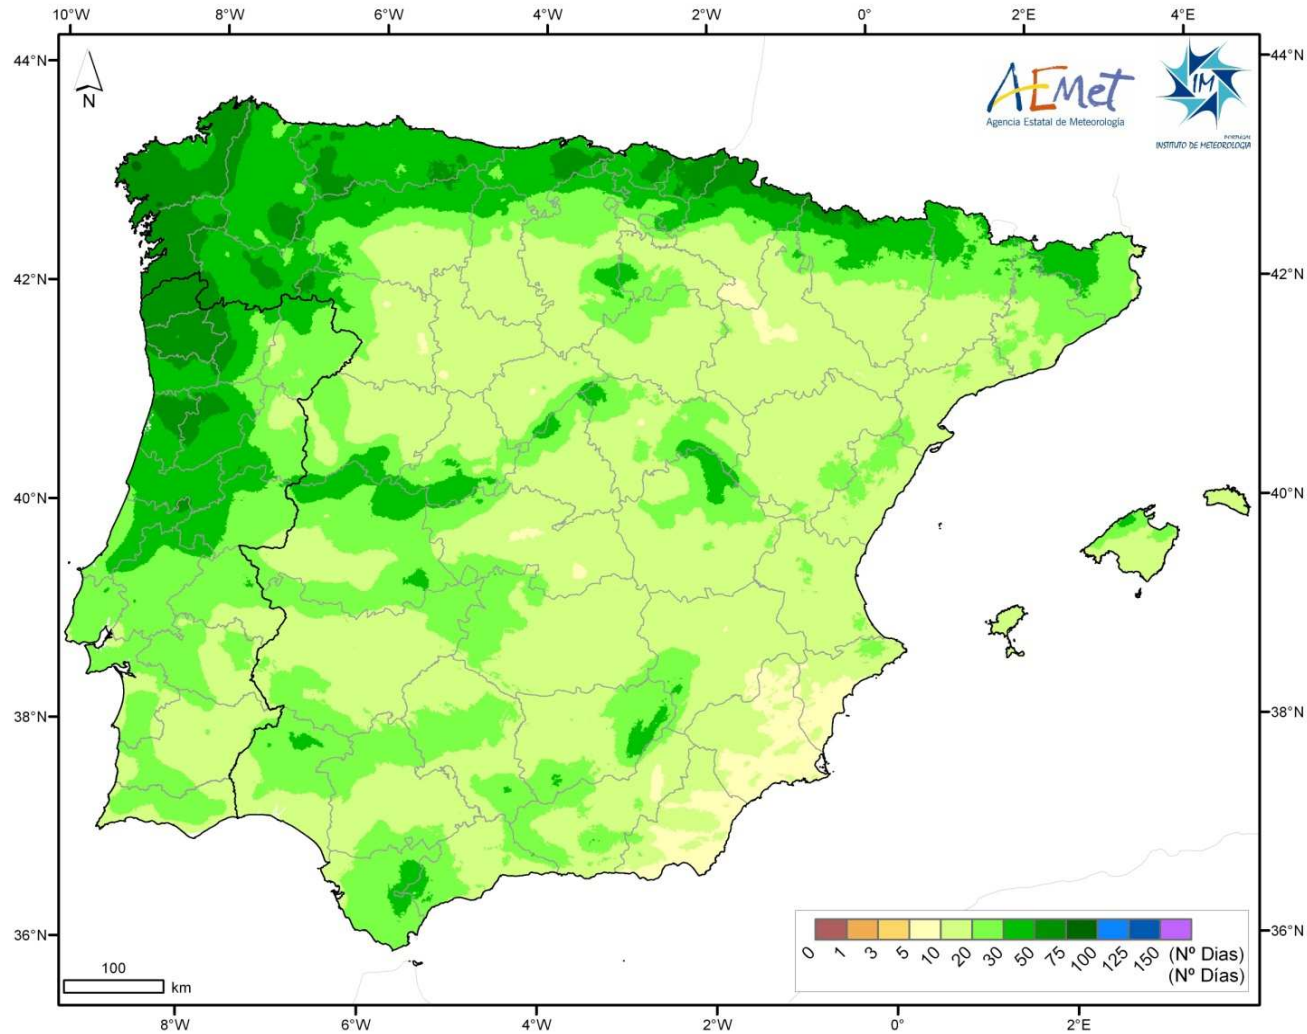 10°W 8°W 6°W 4°W 2°W 0° 2°E 4°E
44°N 44°N
N
AEmet
Agencia Estatal de Meteorología
IM
PORTUGAL
INSTITUTO DE METEOROLOGIA
42°N 42°N
40°N 40°N
38°N 38°N
36°N 36°N
0 1 3 5 10 20 30 50 75 100 125 150 (Nº Dias)
(Nº Días)
100
km
8°W 6°W 4°W 2°W 0° 2°E